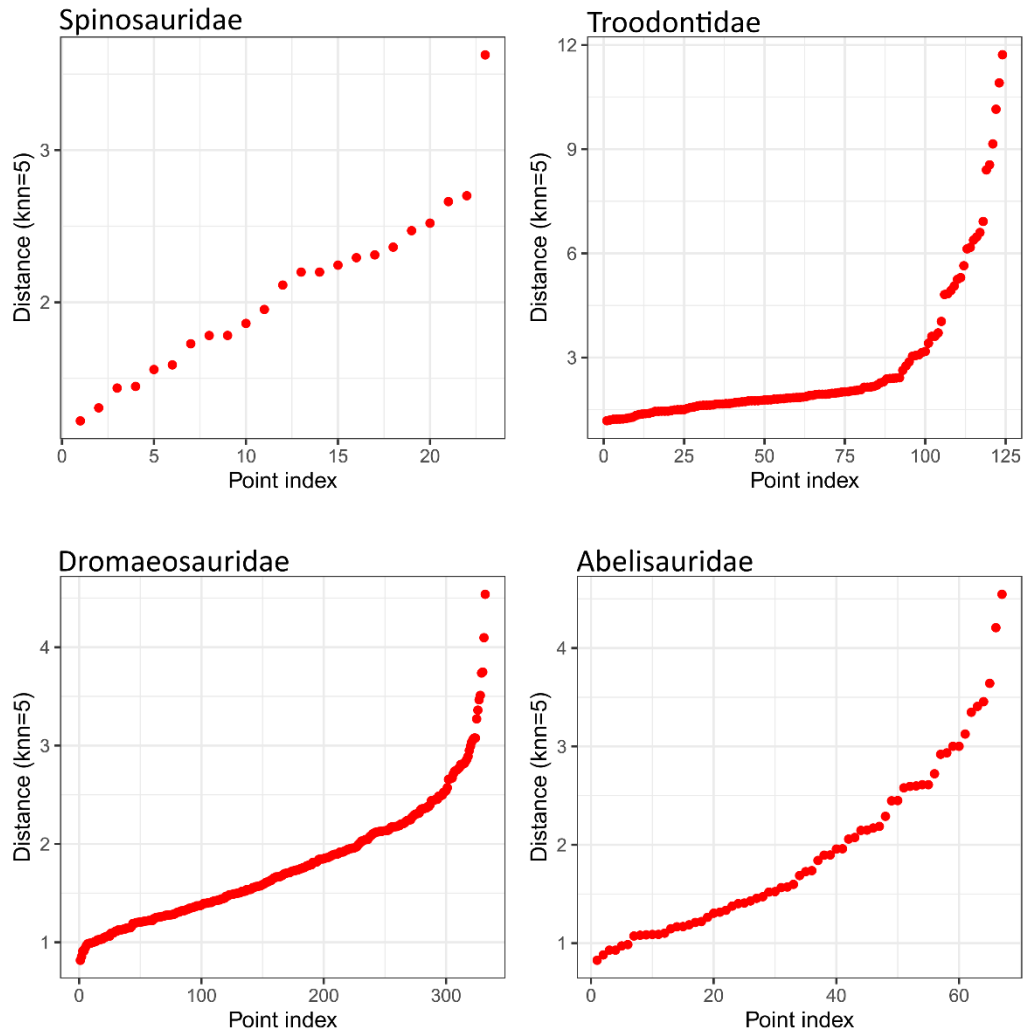 Spinosauridae
3
2
Distance (knn=5)
0 5 10 15 20
Point index
Troodontidae
12
9
6
3
Distance (knn=5)
0 25 50 75 100 125
Point index
Dromaeosauridae
4
3
2
1
Distance (knn=5)
0 100 200 300
Point index
Abelisauridae
4
3
2
1
Distance (knn=5)
0 20 40 60
Point index